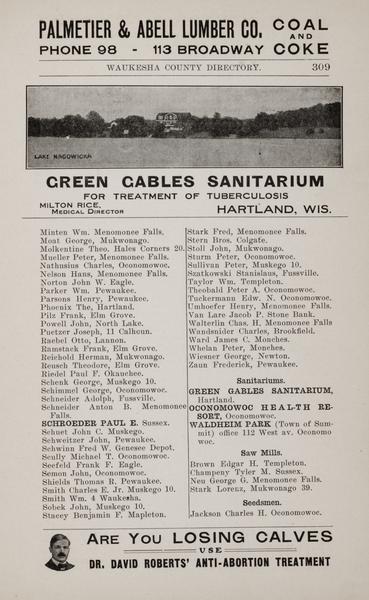 PALMETIER & ABELL LUMBER CO. COAL AND COKE
PHONE 98 - 113 BROADWAY
WAUKESHA COUNTY DIRECTORY. 309
LAKE NAGOWICKA
GREEN GABLES SANITARIUM
FOR TREATMENT OF TUBERCULOSIS
MILTON RICE,
MEDICAL DIRECTOR
HARTLAND, WIS.
Minten Wm. Menomonee Falls.
Moat George, Mukwonago.
Molkentine Theo. Hales Corners 20.
Mueller Peter, Menomonee Falls.
Nathusius Charles, Oconomowoc.
Nelson Hans, Menomonee Falls.
Norton John W. Eagle.
Parker Wm. Pewaukee.
Parsons Henry, Pewaukee.
Phoenix The, Hartland.
Pilz Frank, Elm Grove.
Powell John, North Lake.
Puetzer Joseph, 11 Calhoun.
Raebel Otto, Lannon.
Ramstack Frank, Elm Grove.
Reichold Herman, Mukwonago.
Reusch Theodore, Elm Grove.
Riedel Paul F. Okauchee.
Schenk George, Muskego 10.
Schimmel George, Oconomowoc.
Schneider Adolph, Fussville.
Schneider Anton B. Menomonee
Falls.
SCHROEDER PAUL E. Sussex.
Schuet John C. Muskego.
Schweitzer John, Pewaukee.
Schwinn Fred W. Genesee Depot.
Scully Michael T. Oconomowoc.
Seefeld Frank F. Eagle.
Semon John, Oconomowoc.
Shields Thomas R. Pewaukee.
Smith Charles E. Jr. Muskego 10.
Smith Wm. 4 Waukesha.
Sobek John, Muskego 10.
Stacey Benjamin F. Mapleton.
Stark Fred, Menomonee Falls.
Stern Bros. Colgate.
Stoll John, Mukwonago.
Sturm Peter, Oconomowoc.
Sullivan Peter, Muskego 10.
Szatkowski Stanislaus, Fussville.
Taylor Wm. Templeton.
Theobald Peter A. Oconomowoc.
Tuckermann Edw. N. Oconomowoc.
Umhoefer Henry, Menomonee Falls.
Van Lare Jacob P. Stone Bank.
Walterlin Chas. H. Menomonee Falls
Wandsnider Charles, Brookfield.
Ward James C. Monches.
Whelan Peter, Monches.
Wiesner George, Newton.
Zaun Frederick, Pewaukee.
Sanitariums.
GREEN GABLES SANITARIUM,
Hartland.
OCONOMOWOC HEALTH RE-
SORT, Oconomowoc.
WALDHEIM PARK (Town of Sum-
mit) office 112 West av. Oconomo
woc.
Saw Mills.
Brown Edgar H. Templeton.
Champeny Tyler M. Sussex.
Neu George G. Menomonee Falls.
Stark Lorenz, Mukwonago 39.
Seedsmen.
Jackson Charles H. Oconomowoc.
ARE YOU LOSING CALVES
USE
DR. DAVID ROBERTS' ANTI-ABORTION TREATMENT